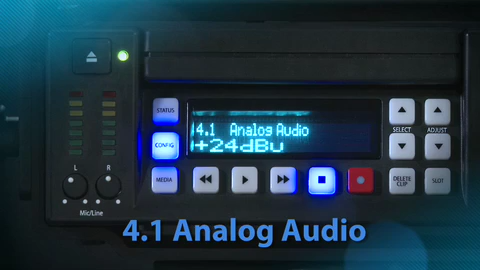 STATUS
4.1 Analog Audio
SELECT
ADJUST
CONFIG
+24dBu
L
R
MEDIA
DELETE
CLIP
SLOT
Mic/Line
4.1 Analog Audio